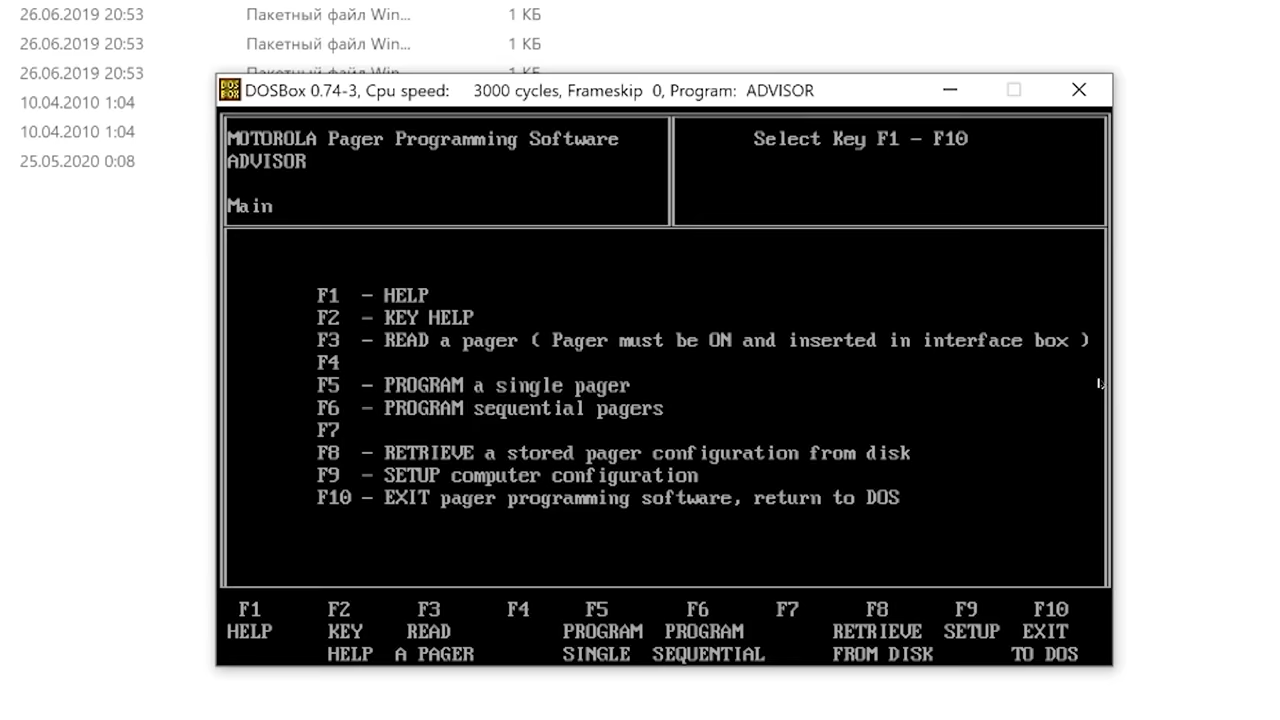 26.06.2019 20:53 Пакетный файл Win... 1 КБ
26.06.2019 20:53 Пакетный файл Win... 1 КБ
26.06.2019 20:53 Пакетный файл Win... 1 КБ
10.04.2010 1:04
10.04.2010 1:04
25.05.2020 0:08
DOSBox 0.74-3, Cpu speed: 3000 cycles, Frameskip 0, Program: ADVISOR
MOTOROLA Pager Programming Software
ADVISOR
Main
Select Key F1 - F10
F1 - HELP
F2 - KEY HELP
F3 - READ a pager ( Pager must be ON and inserted in interface box )
F4
F5 - PROGRAM a single pager
F6 - PROGRAM sequential pagers
F7
F8 - RETRIEVE a stored pager configuration from disk
F9 - SETUP computer configuration
F10 - EXIT pager programming software, return to DOS
F1 F2 F3 F4 F5 F6 F7 F8 F9 F10
HELP KEY READ PROGRAM PROGRAM RETRIEVE SETUP EXIT
HELP A PAGER SINGLE SEQUENTIAL FROM DISK TO DOS